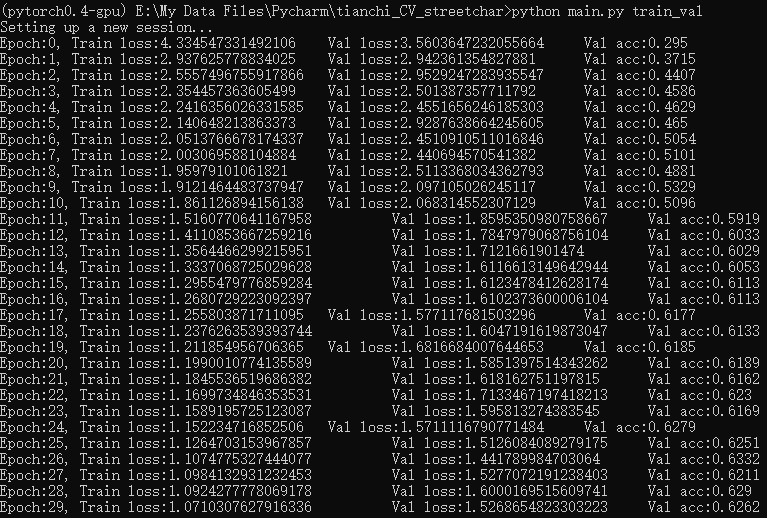 (pytorch0.4-gpu) E:\My Data Files\Pycharm\tianchi_CV_streetchar>python main.py train_val
Setting up a new session...
Epoch:0, Train loss:4.334547331492106 Val loss:3.5603647232055664 Val acc:0.295
Epoch:1, Train loss:2.937625778834025 Val loss:2.942361354827881 Val acc:0.3715
Epoch:2, Train loss:2.5557496755917866 Val loss:2.9529247283935547 Val acc:0.4407
Epoch:3, Train loss:2.354457363605499 Val loss:2.501387357711792 Val acc:0.4586
Epoch:4, Train loss:2.2416356026331585 Val loss:2.4551656246185303 Val acc:0.4629
Epoch:5, Train loss:2.140648213863373 Val loss:2.9287638664245605 Val acc:0.465
Epoch:6, Train loss:2.0513766678174337 Val loss:2.4510910511016846 Val acc:0.5054
Epoch:7, Train loss:2.003069588104884 Val loss:2.440694570541382 Val acc:0.5101
Epoch:8, Train loss:1.95979101061821 Val loss:2.5113368034362793 Val acc:0.4881
Epoch:9, Train loss:1.9121464483737947 Val loss:2.097105026245117 Val acc:0.5329
Epoch:10, Train loss:1.861126894156138 Val loss:2.068314552307129 Val acc:0.5096
Epoch:11, Train loss:1.5160770641167958 Val loss:1.8595350980758667 Val acc:0.5919
Epoch:12, Train loss:1.4110853667259216 Val loss:1.7847979068756104 Val acc:0.6033
Epoch:13, Train loss:1.3564466299215951 Val loss:1.7121661901474 Val acc:0.6029
Epoch:14, Train loss:1.3337068725029628 Val loss:1.6116613149642944 Val acc:0.6053
Epoch:15, Train loss:1.2955479776859284 Val loss:1.6123478412628174 Val acc:0.6113
Epoch:16, Train loss:1.2680729223092397 Val loss:1.6102373600006104 Val acc:0.6113
Epoch:17, Train loss:1.255803871711095 Val loss:1.577117681503296 Val acc:0.6177
Epoch:18, Train loss:1.2376263539393744 Val loss:1.6047191619873047 Val acc:0.6133
Epoch:19, Train loss:1.211854956706365 Val loss:1.6816684007644653 Val acc:0.6185
Epoch:20, Train loss:1.1990010774135589 Val loss:1.5851397514343262 Val acc:0.6189
Epoch:21, Train loss:1.1845536519686382 Val loss:1.618162751197815 Val acc:0.6162
Epoch:22, Train loss:1.1699734846353531 Val loss:1.7133467197418213 Val acc:0.623
Epoch:23, Train loss:1.1589195725123087 Val loss:1.595813274383545 Val acc:0.6169
Epoch:24, Train loss:1.152234716852506 Val loss:1.5711116790771484 Val acc:0.6279
Epoch:25, Train loss:1.1264703153967857 Val loss:1.51260840892791​75 Val acc:0.6251
Epoch:26, Train loss:1.1074775327444077 Val loss:1.441789984703064 Val acc:0.6332
Epoch:27, Train loss:1.0984132931232453 Val loss:1.5277072191238403 Val acc:0.6211
Epoch:28, Train loss:1.0924277778069178 Val loss:1.6000169515609741 Val acc:0.629
Epoch:29, Train loss:1.0710307627916336 Val loss:1.5268654823303223 Val acc:0.6262